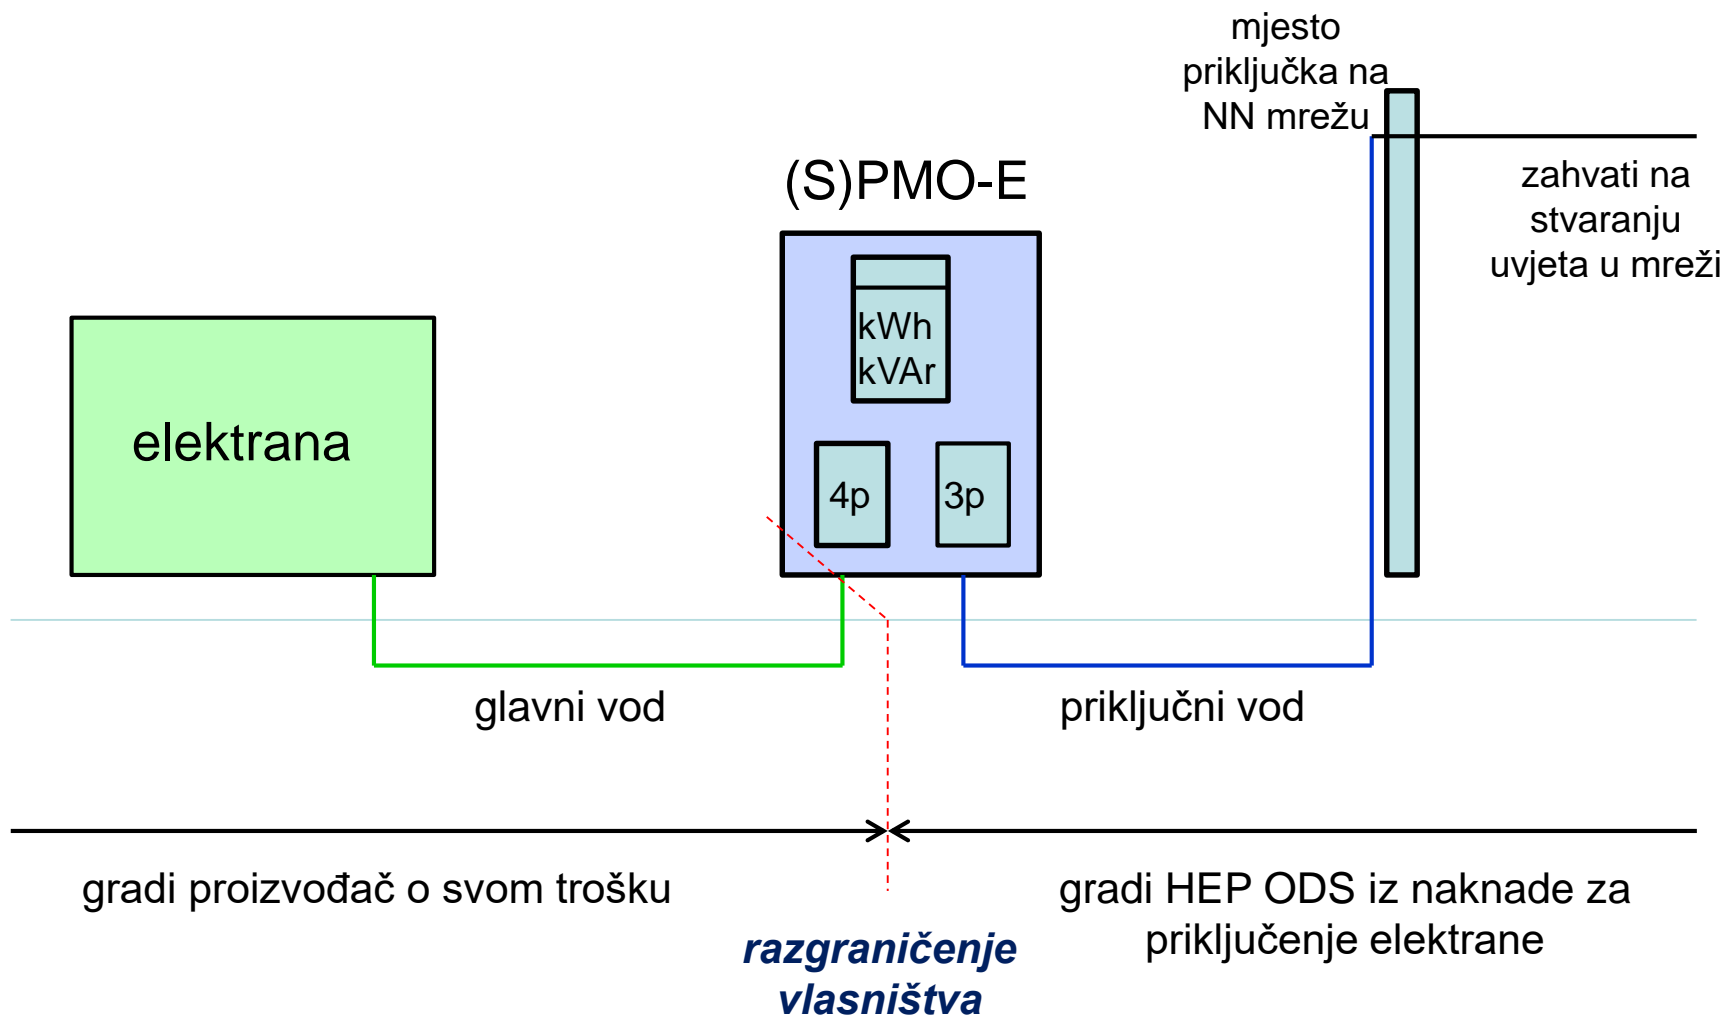 mjesto
priključka na
NN mrežu
(S)PMO-E
zahvati na
stvaranju
uvjeta u mreži
kWh
kVAr
elektrana
4p
3p
glavni vod
priključni vod
gradi proizvođač o svom trošku
gradi HEP ODS iz naknade za
priključenje elektrane
razgraničenje
vlasništva